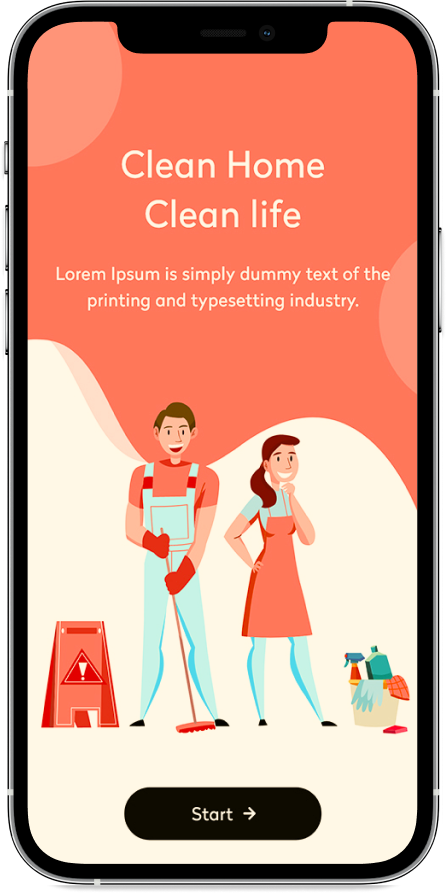 Clean Home
Clean life
Lorem Ipsum is simply dummy text of the
printing and typesetting industry.
!
Start →